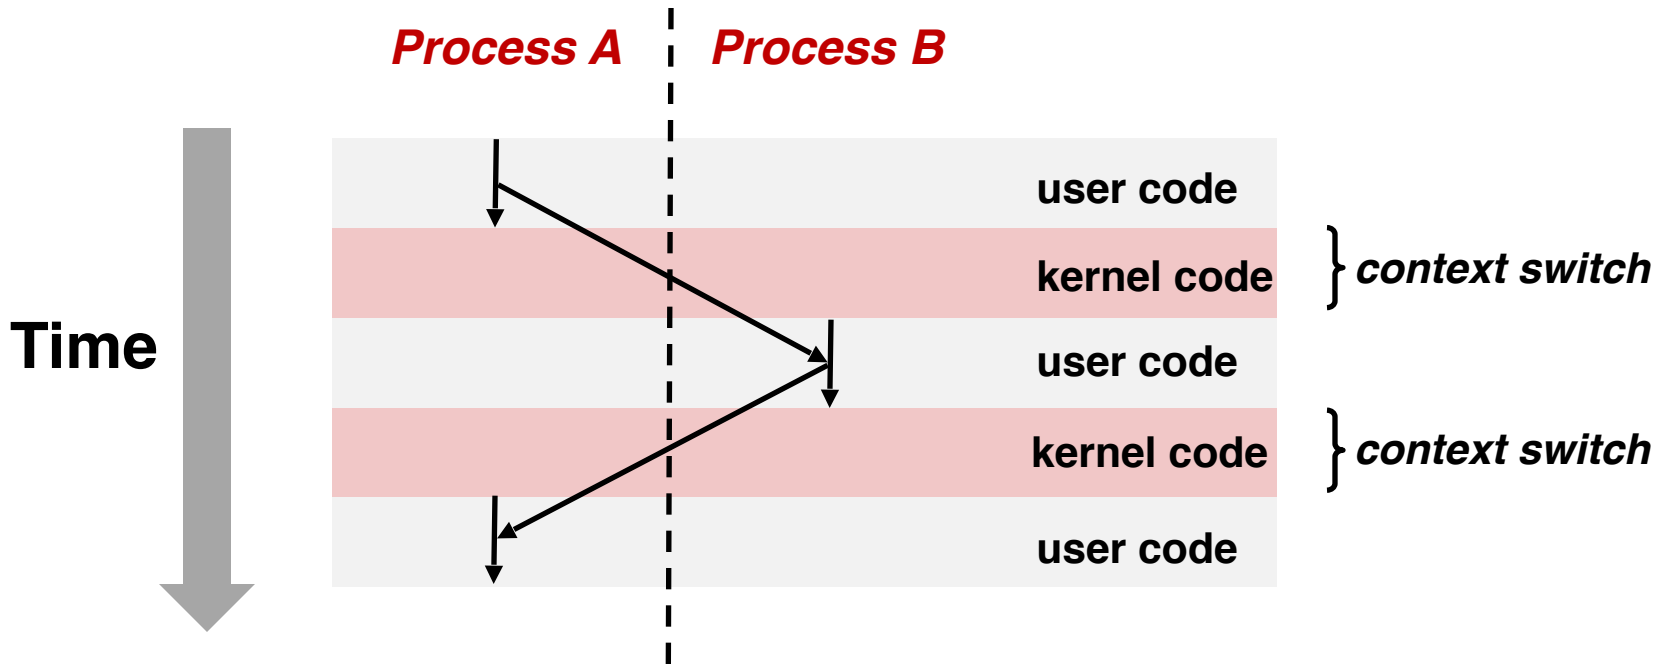 Process A
Process B
user code
kernel code
context switch
Time
user code
kernel code
context switch
user code